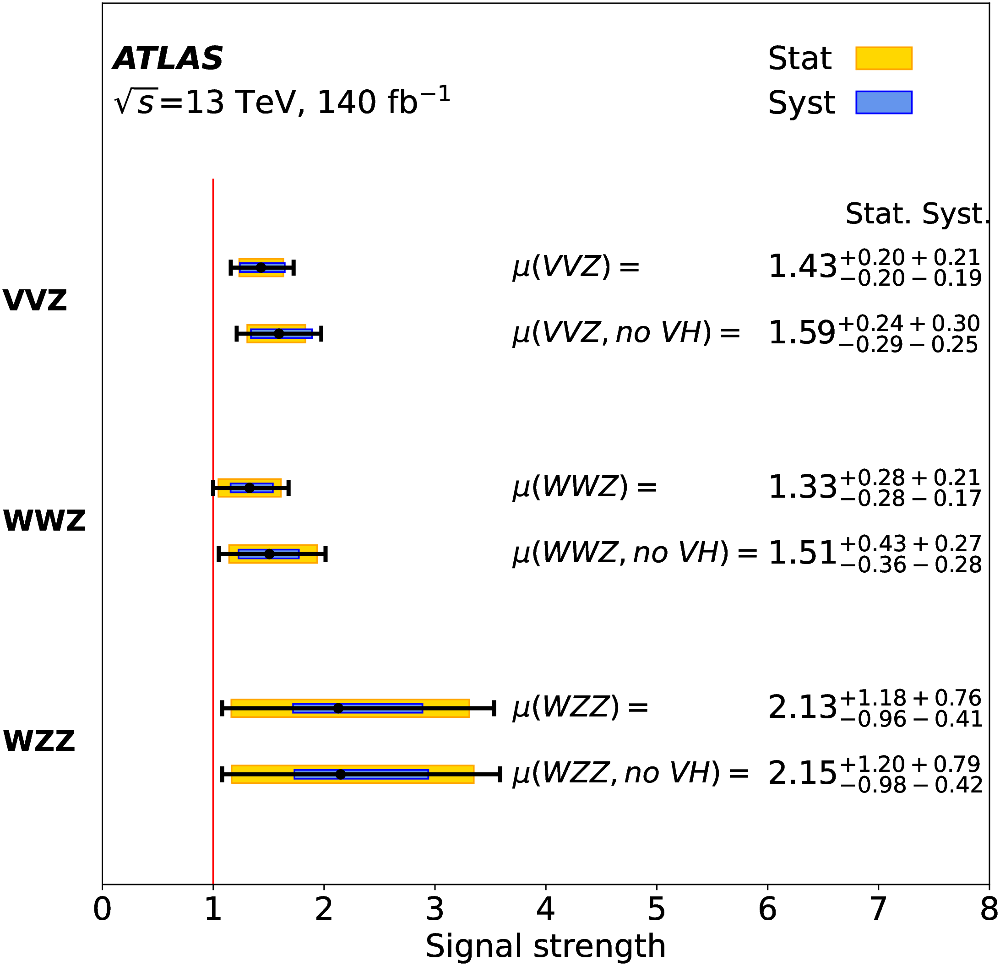 ATLAS
√s=13 TeV, 140 fb⁻¹
Stat
Syst
Stat. Syst.
VVZ
μ(VVZ) = 1.43 +0.20 + 0.21 −0.20 − 0.19
μ(VVZ, no VH) = 1.59 +0.24 + 0.30 −0.29 − 0.25
WWZ
μ(WWZ) = 1.33 +0.28 + 0.21 −0.28 − 0.17
μ(WWZ, no VH) = 1.51 +0.43 + 0.27 −0.36 − 0.28
WZZ
μ(WZZ) = 2.13 +1.18 + 0.76 −0.96 − 0.41
μ(WZZ, no VH) = 2.15 +1.20 + 0.79 −0.98 − 0.42
0 1 2 3 4 5 6 7 8
Signal strength